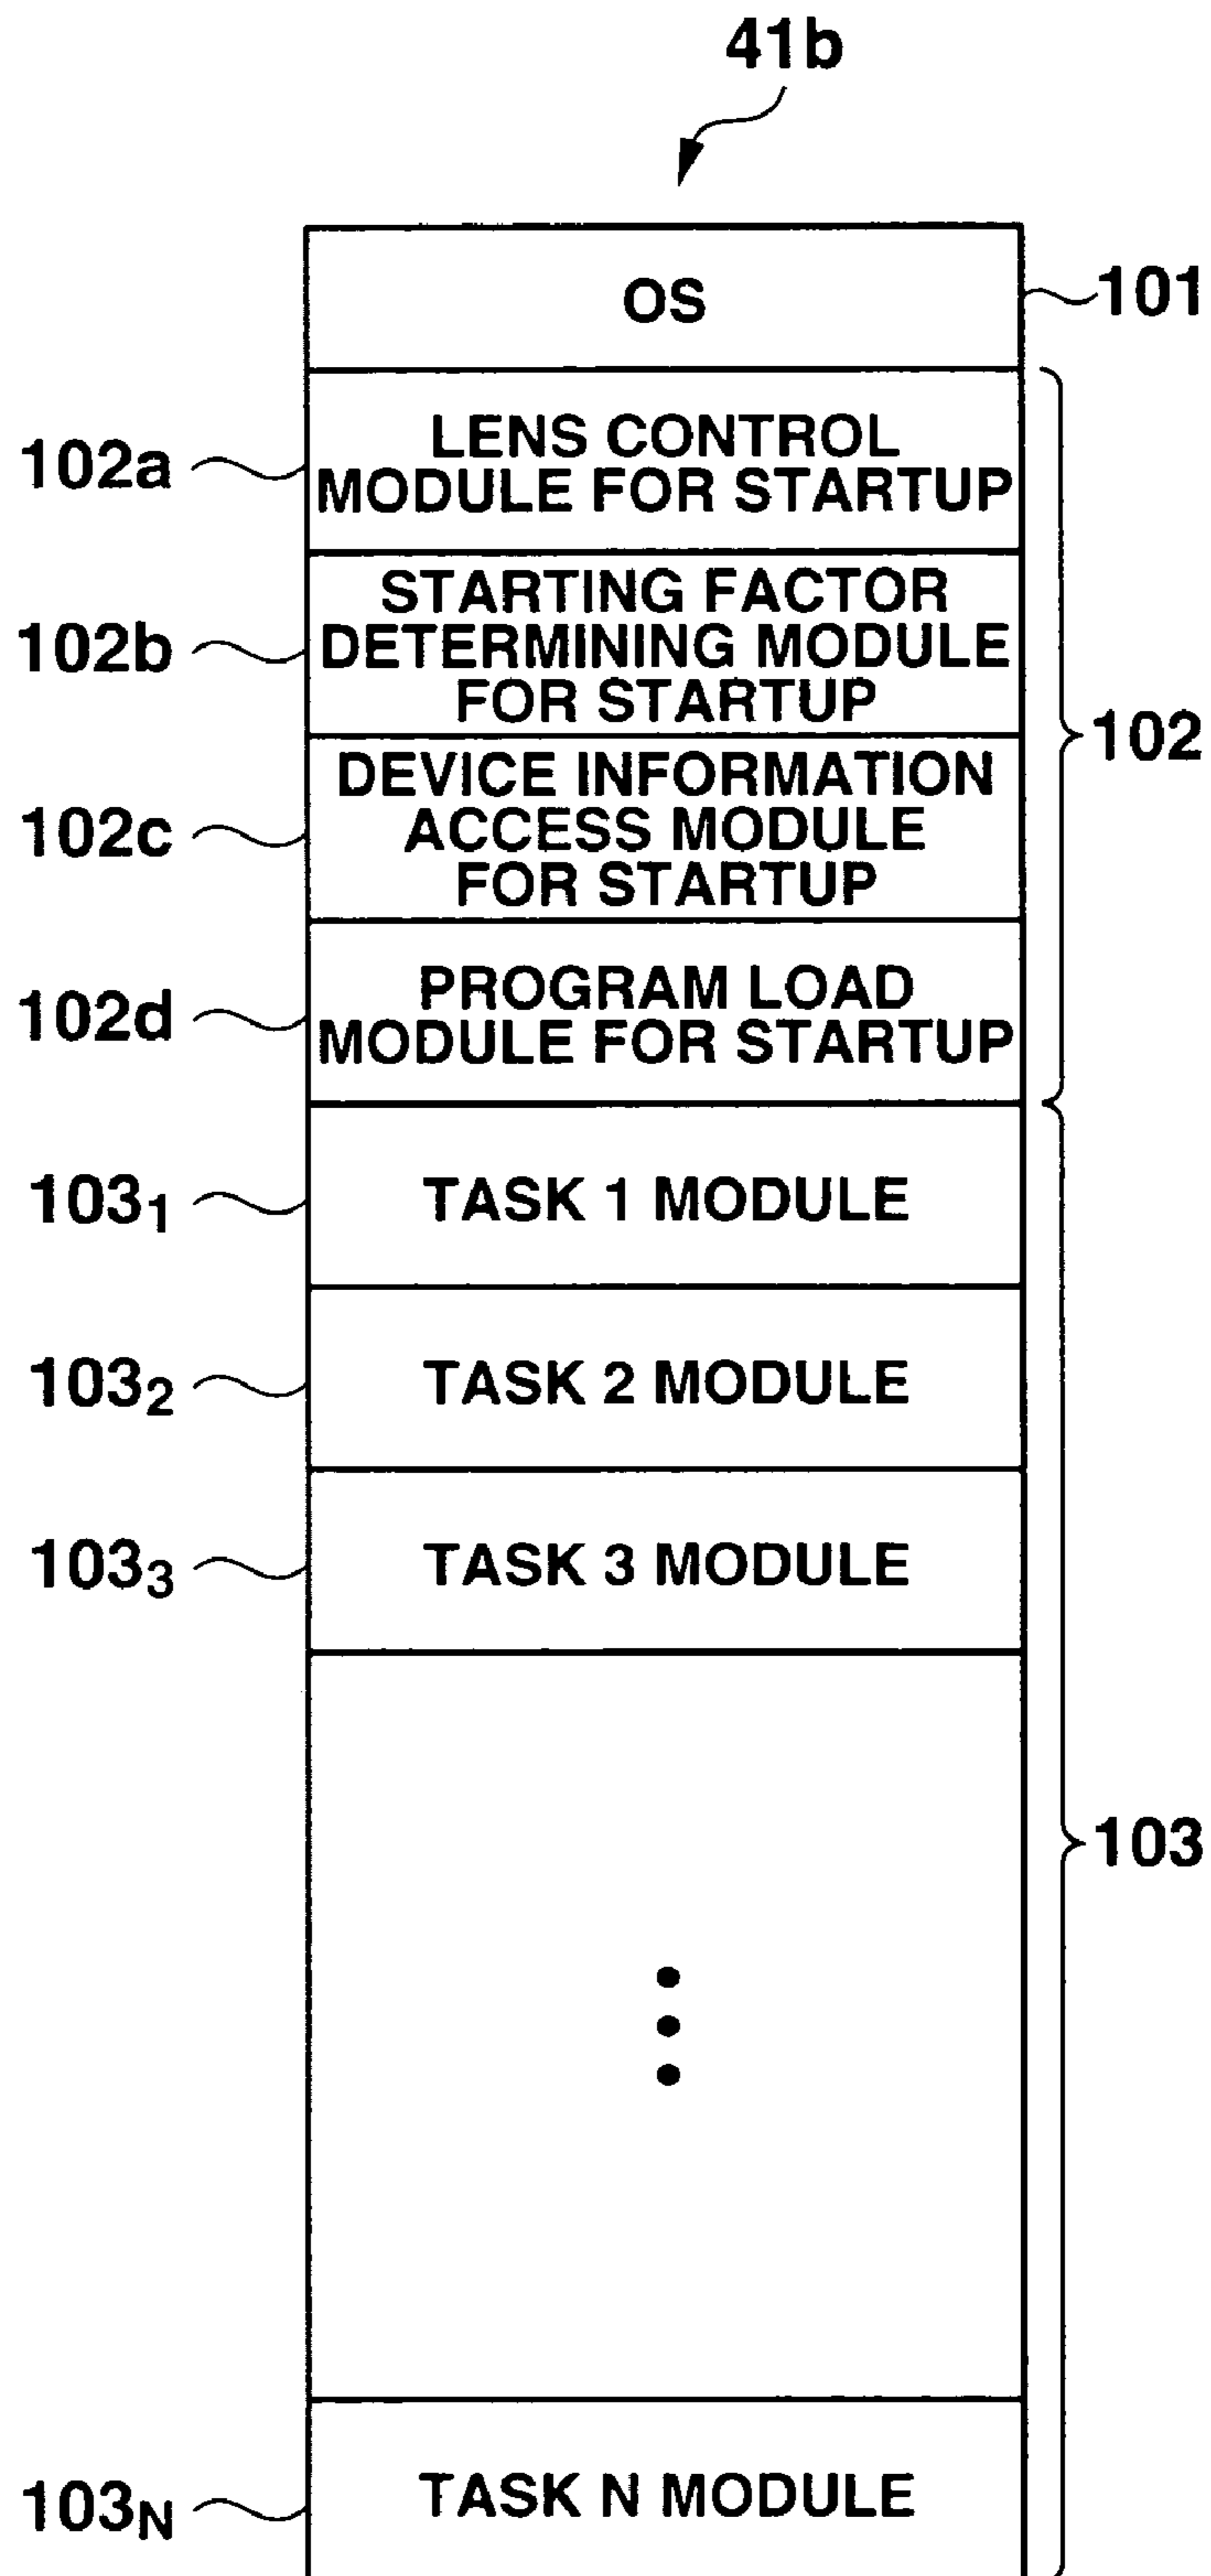 41b
OS
101
102a
LENS CONTROL
MODULE FOR STARTUP
102b
STARTING FACTOR
DETERMINING MODULE
FOR STARTUP
102
102c
DEVICE INFORMATION
ACCESS MODULE
FOR STARTUP
102d
PROGRAM LOAD
MODULE FOR STARTUP
103₁
TASK 1 MODULE
103₂
TASK 2 MODULE
103₃
TASK 3 MODULE
103
103N
TASK N MODULE